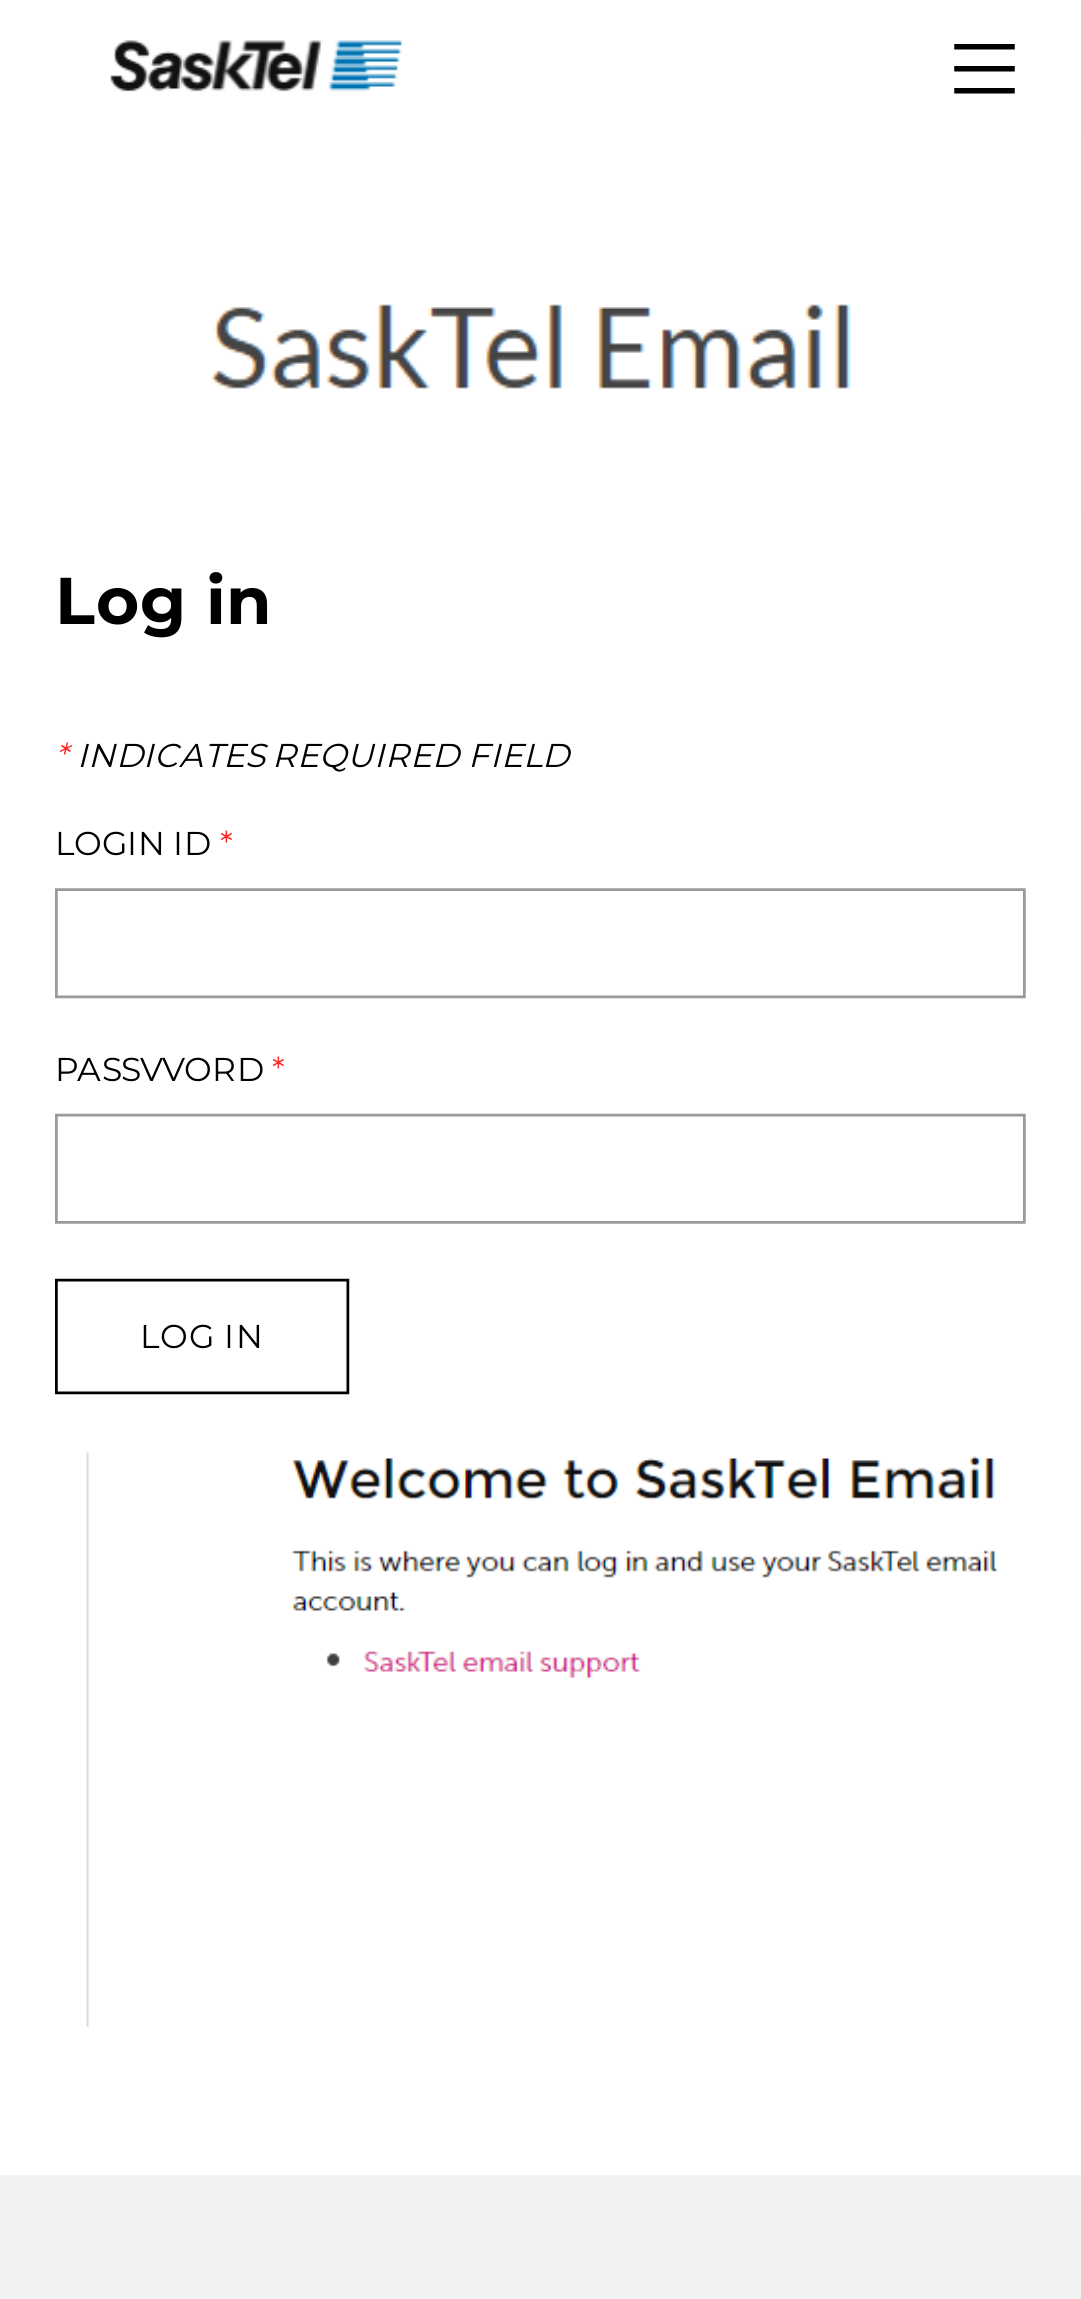 SaskTel
SaskTel Email
Log in
* INDICATES REQUIRED FIELD
LOGIN ID *
PASSVVORD *
LOG IN
Welcome to SaskTel Email
This is where you can log in and use your SaskTel email
account.
• SaskTel email support